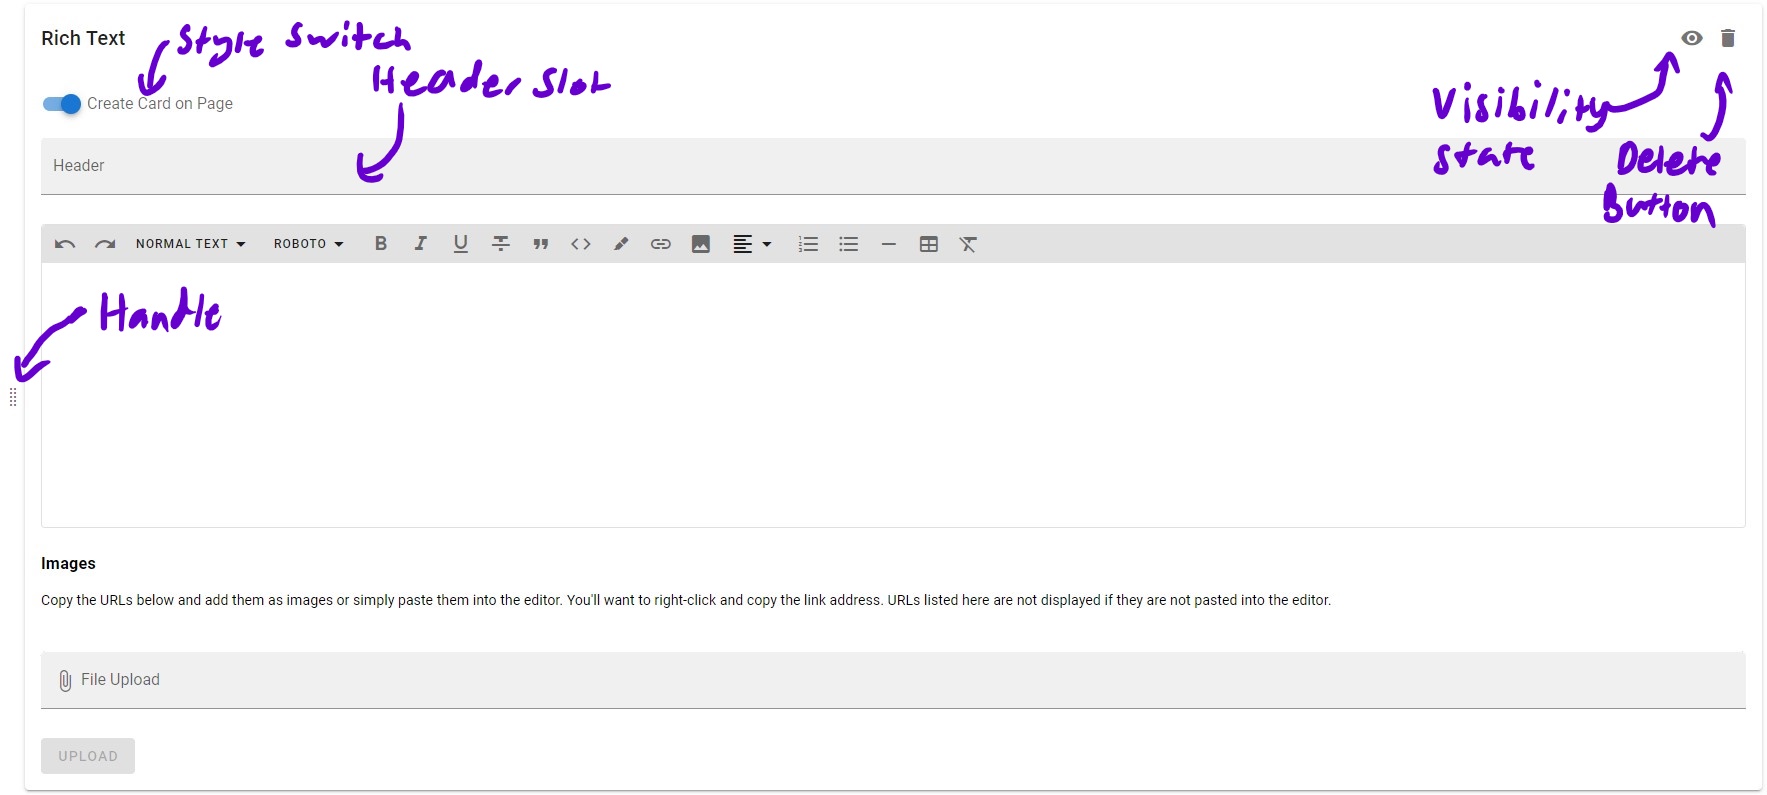 Rich Text
Style Switch
Create Card on Page
Header Slot
Visibility
State
Delete
Button
Header
NORMAL TEXT
ROBOTO
Handle
Images
Copy the URLs below and add them as images or simply paste them into the editor. You'll want to right-click and copy the link address. URLs listed here are not displayed if they are not pasted into the editor.
File Upload
UPLOAD